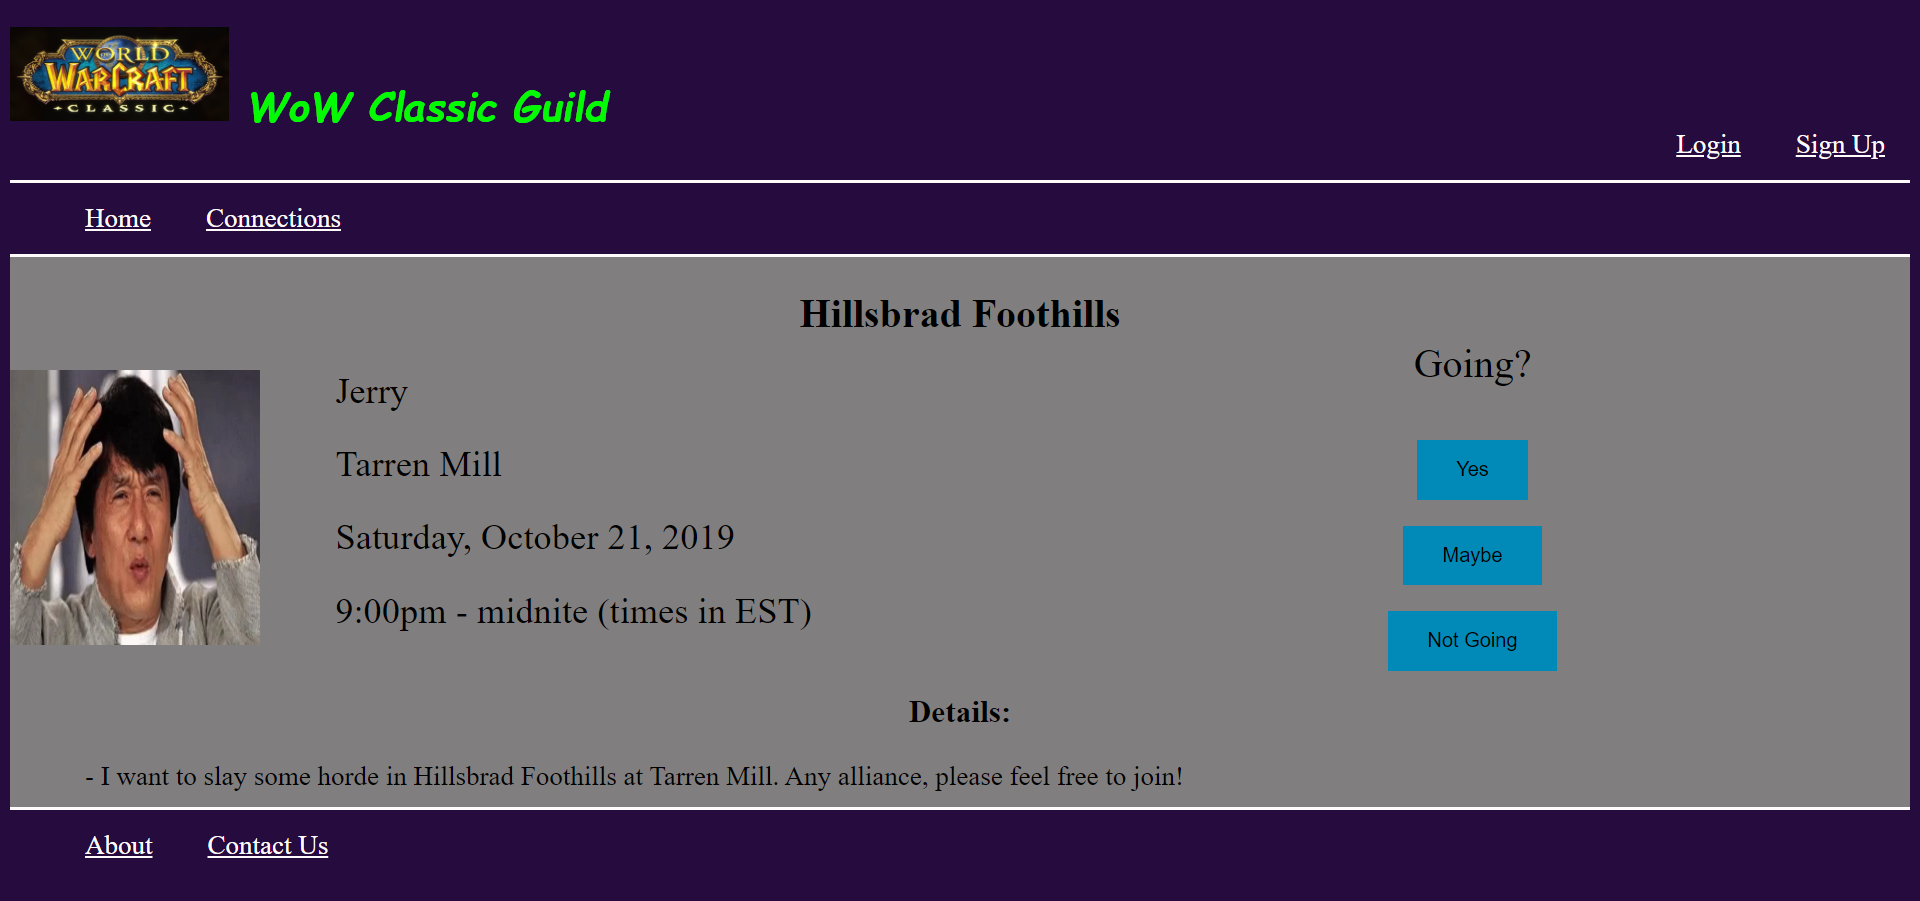 WORLD
WARCRAFT
CLASSIC
WoW Classic Guild
Login Sign Up
Home Connections
Hillsbrad Foothills
Going?
Jerry
Tarren Mill
Yes
Saturday, October 21, 2019
Maybe
9:00pm - midnite (times in EST)
Not Going
Details:
- I want to slay some horde in Hillsbrad Foothills at Tarren Mill. Any alliance, please feel free to join!
About Contact Us